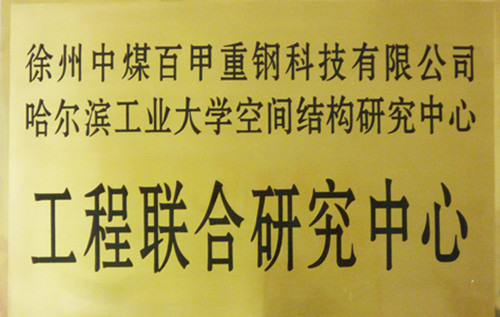 徐州中煤百甲重钢科技有限公司
哈尔滨工业大学空间结构研究中心
工程联合研究中心